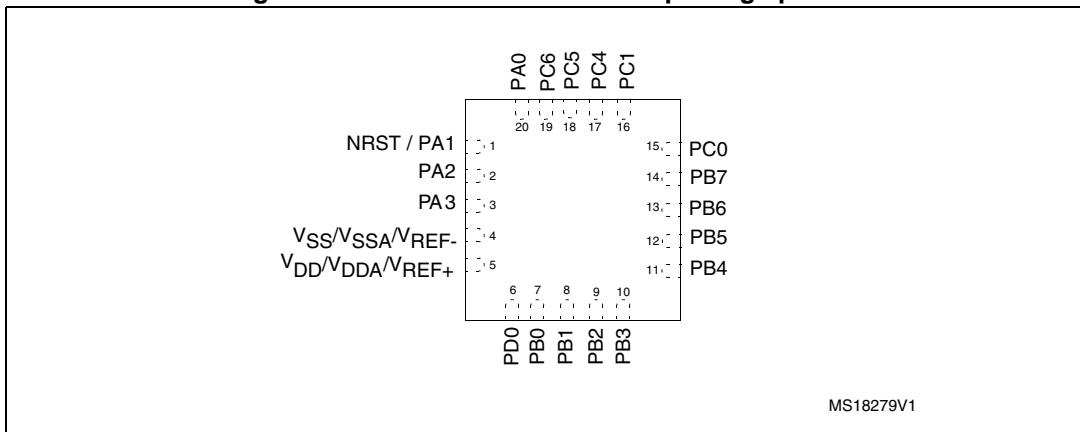 PA0 PC6 PC5 PC4 PC1
20 19 18 17 16
NRST / PA1 1
PA2 2
PA3 3
VSS/VSSA/VREF- 4
VDD/VDDA/VREF+ 5
15 PC0
14 PB7
13 PB6
12 PB5
11 PB4
6 7 8 9 10
PD0 PB0 PB1 PB2 PB3
MS18279V1